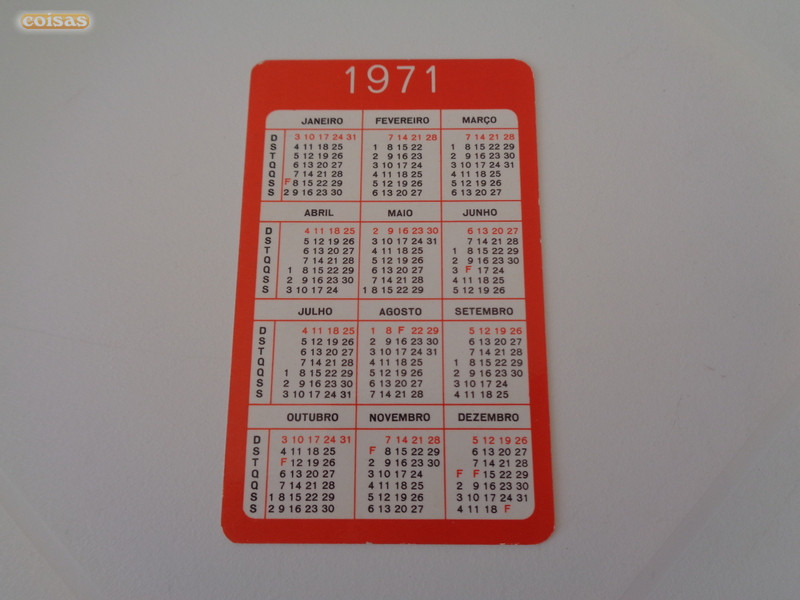 coisas
1971
JANEIRO FEVEREIRO MARÇO
D 3 10 17 24 31 7 14 21 28 7 14 21 28
S 4 11 18 25 1 8 15 22 1 8 15 22 29
T 5 12 19 26 2 9 16 23 2 9 16 23 30
Q 6 13 20 27 3 10 17 24 3 10 17 24 31
Q 7 14 21 28 4 11 18 25 4 11 18 25
S F 8 15 22 29 5 12 19 26 5 12 19 26
S 2 9 16 23 30 6 13 20 27 6 13 20 27
ABRIL MAIO JUNHO
D 4 11 18 25 2 9 16 23 30 6 13 20 27
S 5 12 19 26 3 10 17 24 31 7 14 21 28
T 6 13 20 27 4 11 18 25 1 8 15 22 29
Q 7 14 21 28 5 12 19 26 2 9 16 23 30
Q 1 8 15 22 29 6 13 20 27 3 F 17 24
S 2 9 16 23 30 7 14 21 28 4 11 18 25
S 3 10 17 24 1 8 15 22 29 5 12 19 26
JULHO AGOSTO SETEMBRO
D 4 11 18 25 1 8 F 22 29 5 12 19 26
S 5 12 19 26 2 9 16 23 30 6 13 20 27
T 6 13 20 27 3 10 17 24 31 7 14 21 28
Q 7 14 21 28 4 11 18 25 1 8 15 22 29
Q 1 8 15 22 29 5 12 19 26 2 9 16 23 30
S 2 9 16 23 30 6 13 20 27 3 10 17 24
S 3 10 17 24 31 7 14 21 28 4 11 18 25
OUTUBRO NOVEMBRO DEZEMBRO
D 3 10 17 24 31 7 14 21 28 5 12 19 26
S 4 11 18 25 F 8 15 22 29 6 13 20 27
T F 12 19 26 2 9 16 23 30 7 14 21 28
Q 6 13 20 27 3 10 17 24 F F 15 22 29
Q 7 14 21 28 4 11 18 25 2 9 16 23 30
S 1 8 15 22 29 5 12 19 26 3 10 17 24 31
S 2 9 16 23 30 6 13 20 27 4 11 18 F